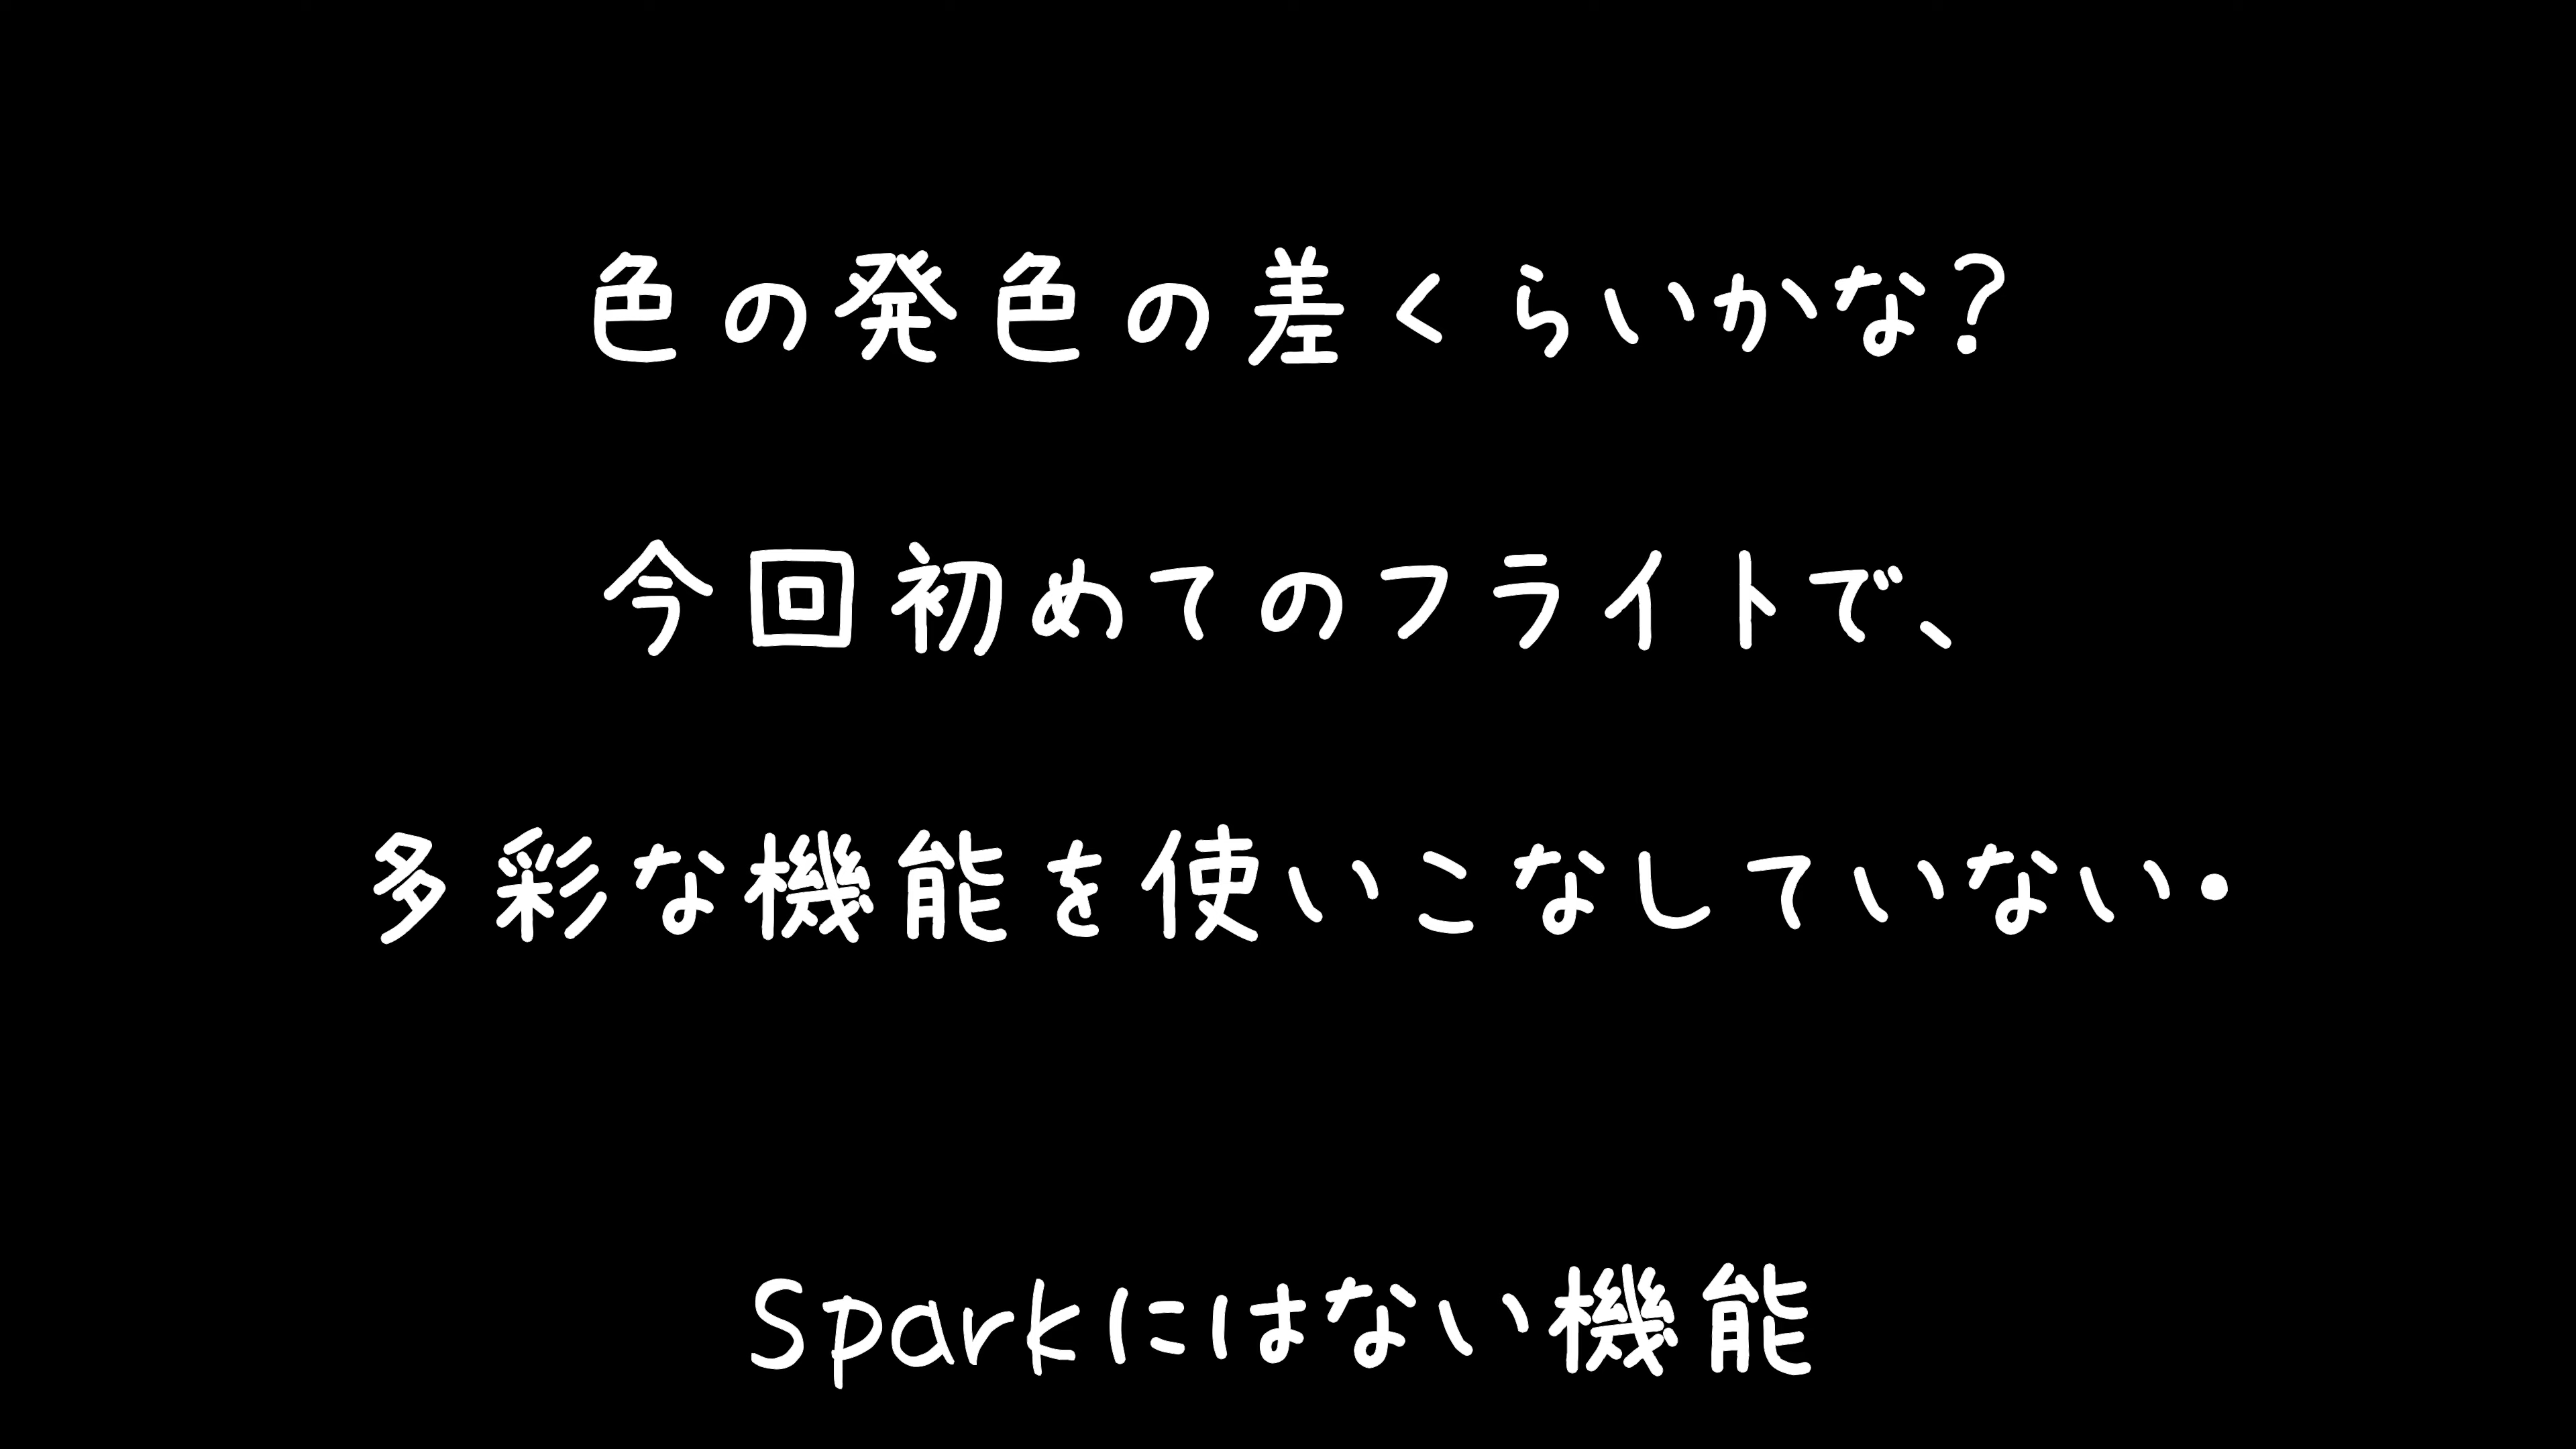 色の発色の差くらいかな?
今回初めてのフライトで、
多彩な機能を使いこなしていない・
Sparkにはない機能